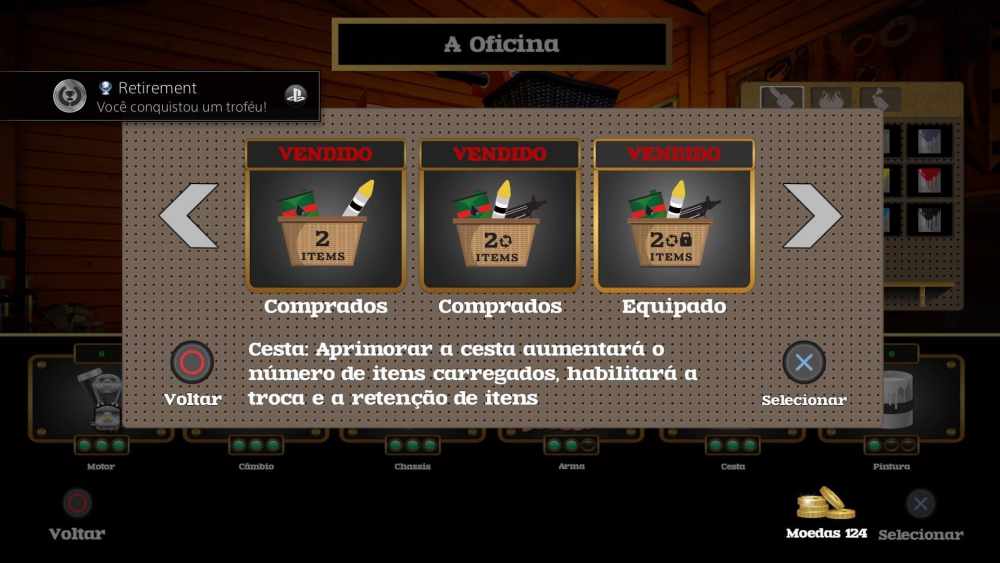 A Oficina
Retirement
Você conquistou um troféu!
VENDIDO
VENDIDO
VENDIDO
2
ITEMS
2
ITEMS
2
ITEMS
Comprados
Comprados
Equipado
Cesta: Aprimorar a cesta aumentará o
número de itens carregados, habilitará a
troca e a retenção de itens
Voltar
Selecionar
Motor
Câmbio
Chassis
Arma
Cesta
Pintura
Voltar
Moedas 124
Selecionar